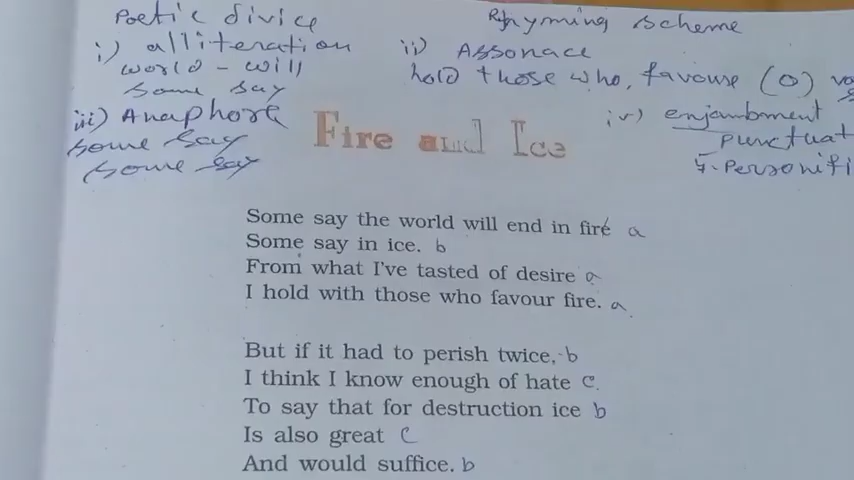 Poetic divice
Rhyming scheme
i) alliteration
world - will
some say
ii) Assonace
hold those who, favouse (o)
iii) Anaphora
some say
some say
iv) enjambment
punctuat
5. Personifi
Fire and Ice
Some say the world will end in fire a
Some say in ice. b
From what I've tasted of desire a
I hold with those who favour fire. a
But if it had to perish twice, b
I think I know enough of hate c
To say that for destruction ice b
Is also great c
And would suffice. b